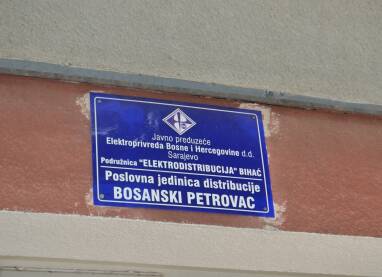 Javno preduzeće
Elektroprivreda Bosne i Hercegovine d.d.
Sarajevo
Podružnica "ELEKTRODISTRIBUCIJA" BIHAĆ
Poslovna jedinica distribucije
BOSANSKI PETROVAC